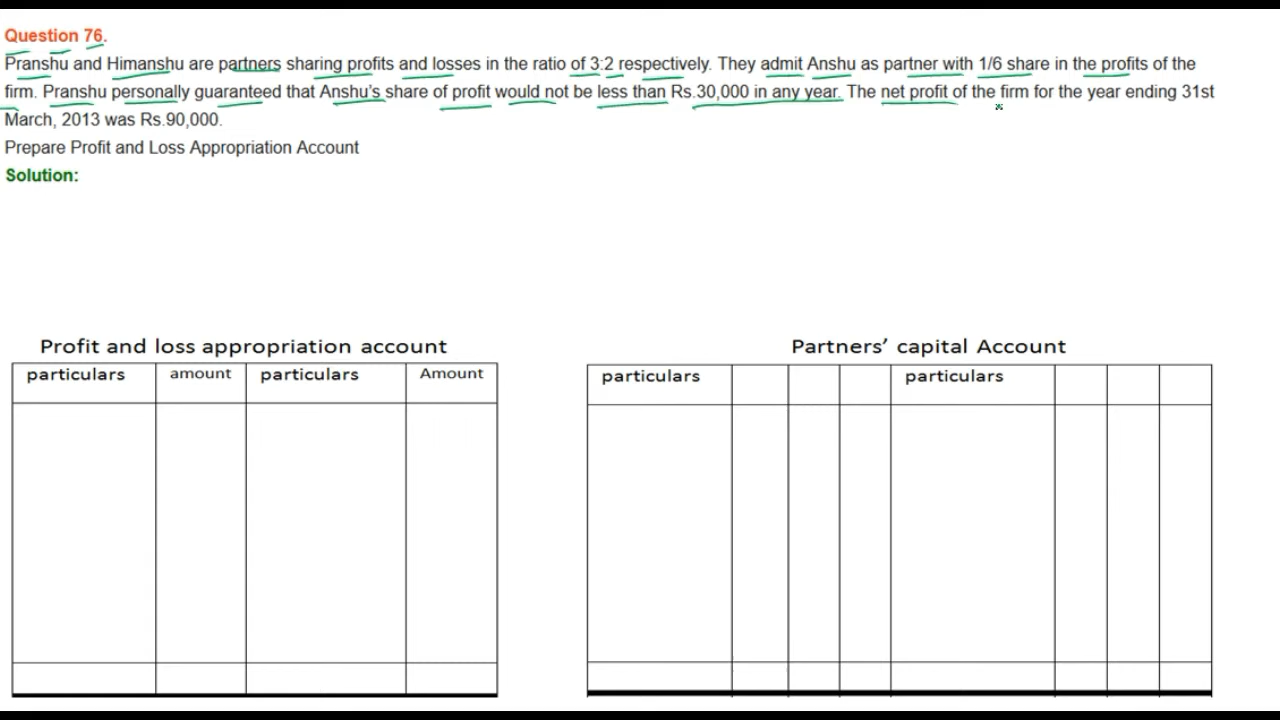 Question 76.
Pranshu and Himanshu are partners sharing profits and losses in the ratio of 3:2 respectively. They admit Anshu as partner with 1/6 share in the profits of the
firm. Pranshu personally guaranteed that Anshu's share of profit would not be less than Rs.30,000 in any year. The net profit of the firm for the year ending 31st
March, 2013 was Rs.90,000.
Prepare Profit and Loss Appropriation Account
Solution:
Profit and loss appropriation account
particulars amount particulars Amount
Partners’ capital Account
particulars particulars